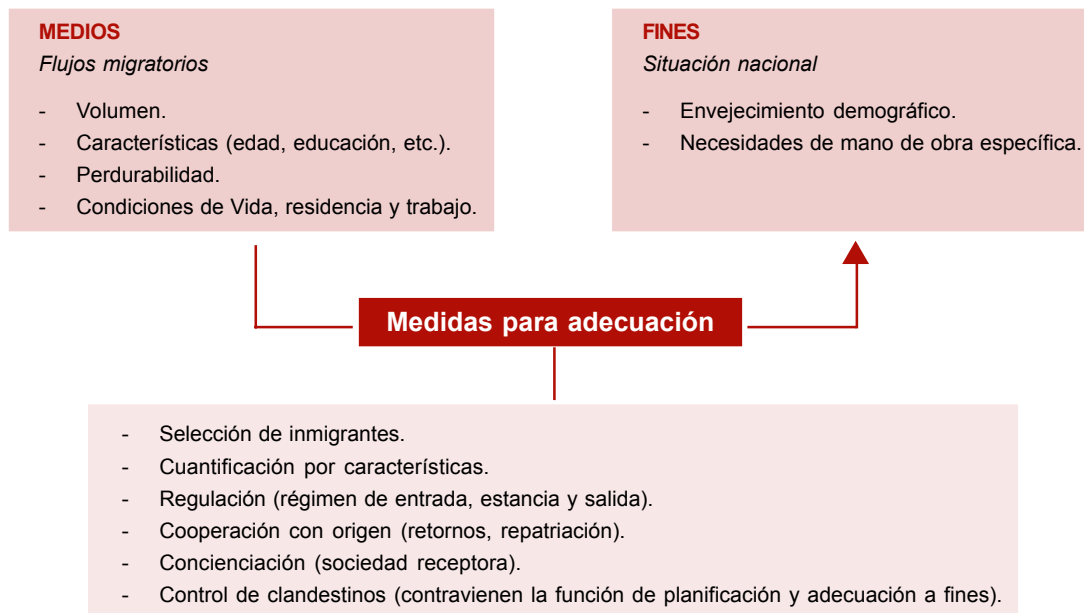 MEDIOS
Flujos migratorios
- Volumen.
- Características (edad, educación, etc.).
- Perdurabilidad.
- Condiciones de Vida, residencia y trabajo.
FINES
Situación nacional
- Envejecimiento demográfico.
- Necesidades de mano de obra específica.
Medidas para adecuación
- Selección de inmigrantes.
- Cuantificación por características.
- Regulación (régimen de entrada, estancia y salida).
- Cooperación con origen (retornos, repatriación).
- Concienciación (sociedad receptora).
- Control de clandestinos (contravienen la función de planificación y adecuación a fines).